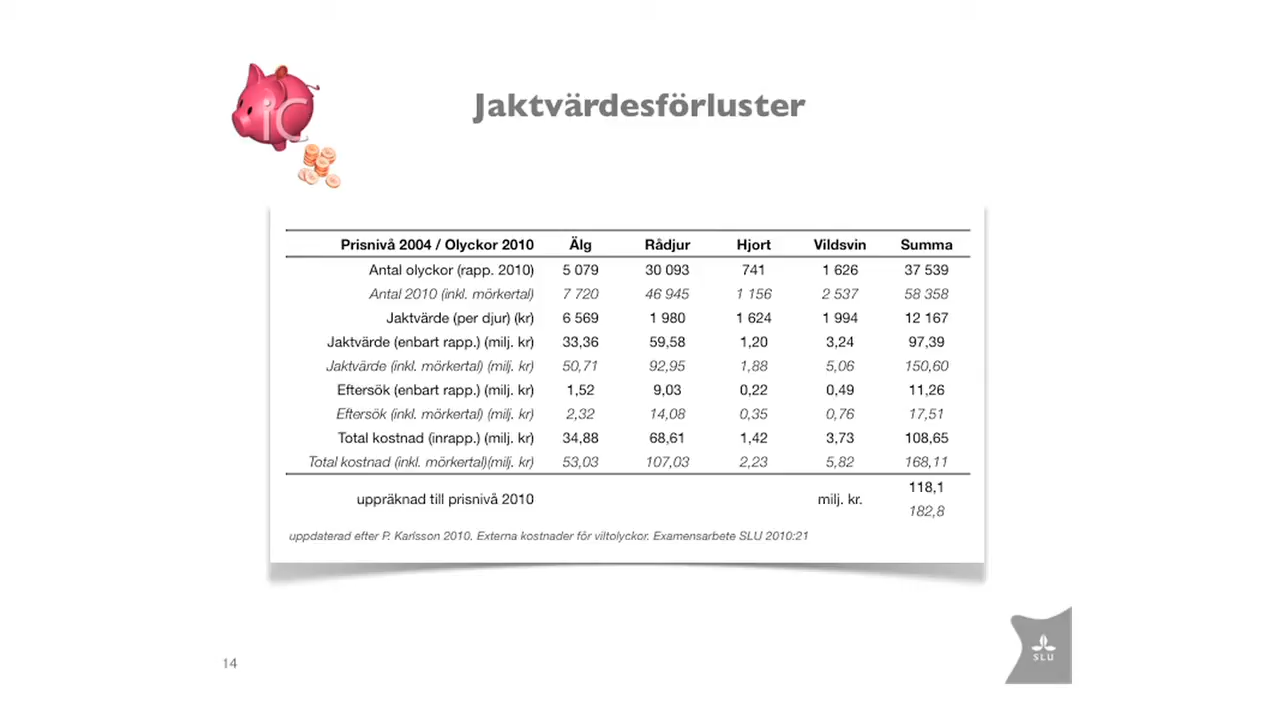 Jaktvärdesförluster
iC
Prisnivå 2004 / Olyckor 2010 Älg Rådjur Hjort Vildsvin Summa
Antal olyckor (rapp. 2010) 5 079 30 093 741 1 626 37 539
Antal 2010 (inkl. mörkertal) 7 720 46 945 1 156 2 537 58 358
Jaktvärde (per djur) (kr) 6 569 1 980 1 624 1 994 12 167
Jaktvärde (enbart rapp.) (milj. kr) 33,36 59,58 1,20 3,24 97,39
Jaktvärde (inkl. mörkertal) (milj. kr) 50,71 92,95 1,88 5,06 150,60
Eftersök (enbart rapp.) (milj. kr) 1,52 9,03 0,22 0,49 11,26
Eftersök (inkl. mörkertal) (milj. kr) 2,32 14,08 0,35 0,76 17,51
Total kostnad (inrapp.) (milj. kr) 34,88 68,61 1,42 3,73 108,65
Total kostnad (inkl. mörkertal)(milj. kr) 53,03 107,03 2,23 5,82 168,11
118,1
uppräknad till prisnivå 2010 milj. kr.
182,8
uppdaterad efter P. Karlsson 2010. Externa kostnader för viltolyckor. Examensarbete SLU 2010:21
14
SLU